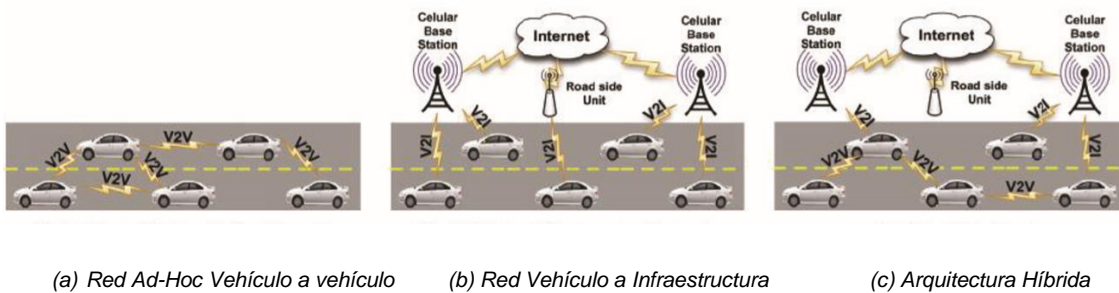 V2V
V2V
V2V
V2V
V2V
(a) Red Ad-Hoc Vehículo a vehículo
Celular
Base
Station
Internet
Celular
Base
Station
Road side
Unit
V2I
V2I
V2I
V2I
V2I
(b) Red Vehículo a Infraestructura
Celular
Base
Station
Internet
Celular
Base
Station
Road side
Unit
V2I
V2I
V2I
V2V
V2V
V2V
(c) Arquitectura Híbrida